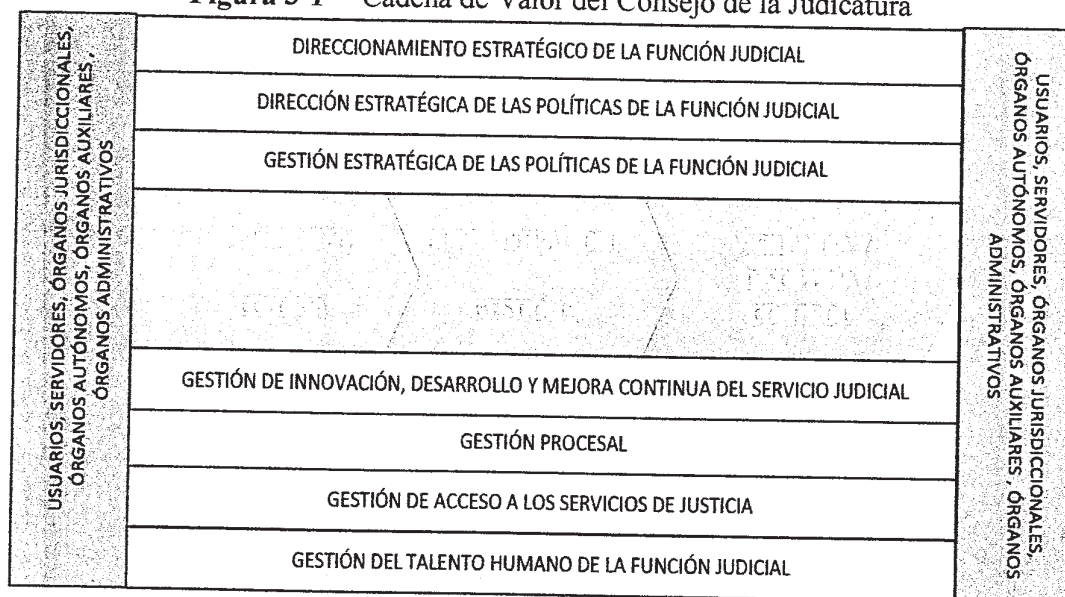 Figura 3-1 Cadena de Valor del Consejo de la Judicatura
USUARIOS, SERVIDORES, ÓRGANOS JURISDICCIONALES,
ÓRGANOS AUTÓNOMOS, ÓRGANOS AUXILIARES ,
ÓRGANOS ADMINISTRATIVOS
DIRECCIONAMIENTO ESTRATÉGICO DE LA FUNCIÓN JUDICIAL
DIRECCIÓN ESTRATÉGICA DE LAS POLÍTICAS DE LA FUNCIÓN JUDICIAL
GESTIÓN ESTRATÉGICA DE LAS POLÍTICAS DE LA FUNCIÓN JUDICIAL
GESTIÓN DE INNOVACIÓN, DESARROLLO Y MEJORA CONTINUA DEL SERVICIO JUDICIAL
GESTIÓN PROCESAL
GESTIÓN DE ACCESO A LOS SERVICIOS DE JUSTICIA
GESTIÓN DEL TALENTO HUMANO DE LA FUNCIÓN JUDICIAL
USUARIOS, SERVIDORES, ÓRGANOS JURISDICCIONALES,
ÓRGANOS AUTÓNOMOS, ÓRGANOS AUXILIARES , ÓRGANOS
ADMINISTRATIVOS